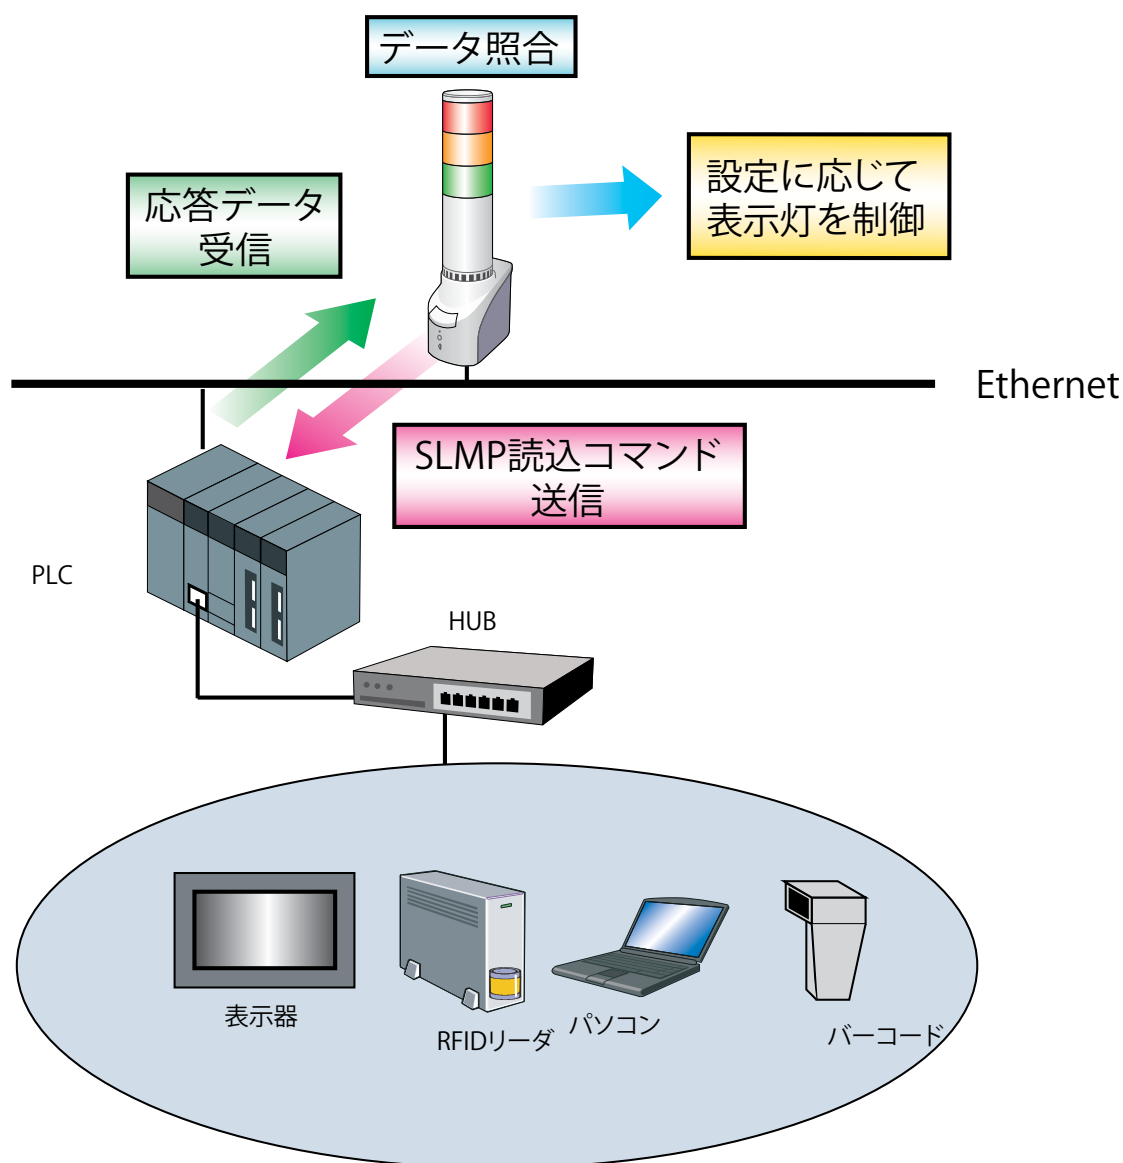 データ照合
設定に応じて
表示灯を制御
応答データ
受信
Ethernet
SLMP読込コマンド
送信
PLC
HUB
表示器
RFIDリーダ
パソコン
バーコード